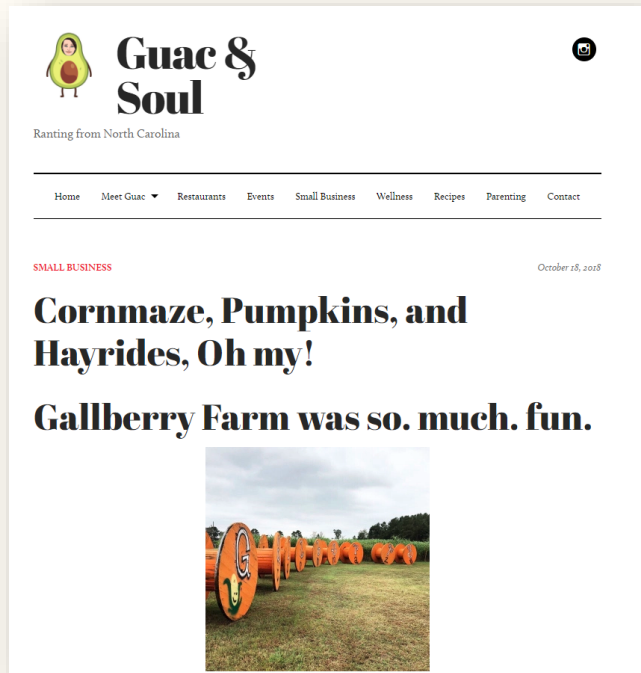 Guac &
Soul
Ranting from North Carolina
Home Meet Guac Restaurants Events Small Business Wellness Recipes Parenting Contact
SMALL BUSINESS October 18, 2018
Cornmaze, Pumpkins, and
Hayrides, Oh my!
Gallberry Farm was so. much. fun.
G